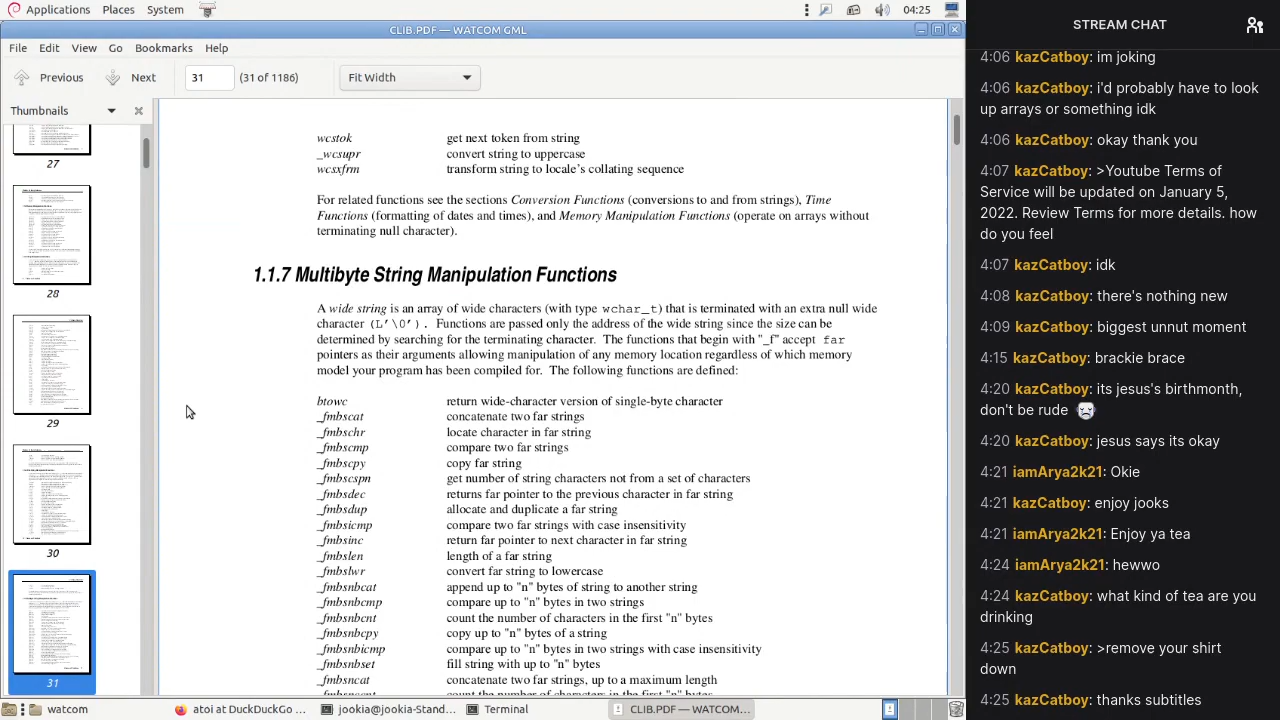 Applications Places System 04:25
CLIB.PDF — WATCOM GML
File Edit View Go Bookmarks Help
Previous Next 31 (31 of 1186) Fit Width
Thumbnails
27
28
29
30
31
wcstok get next token from string
_wcsupr convert string to uppercase
wcsxfrm transform string to locale's collating sequence
For related functions see the sections Conversion Functions (conversions to and from strings), Time
Functions (formatting of dates and times), and Memory Manipulation Functions (operate on arrays without
terminating null character).
1.1.7 Multibyte String Manipulation Functions
A wide string is an array of wide characters (with type wchar_t) that is terminated with an extra null wide
character (L'\0'). Functions are passed only the address of the wide string since the size can be
determined by searching for the terminating character. The functions that begin with "_f" accept far
pointers as their arguments allowing manipulation of any memory location regardless of which memory
model your program has been compiled for. The following functions are defined:
btowc return wide-character version of single-byte character
_fmbscat concatenate two far strings
_fmbschr locate character in far string
_fmbscmp compare two far strings
_fmbscpy copy far string
_fmbscspn get number of string characters not from a set of characters
_fmbsdec return far pointer to the previous character in far string
_fmbsdup allocate and duplicate a far string
_fmbsicmp compare two far strings with case insensitivity
_fmbsinc return far pointer to next character in far string
_fmbslen length of a far string
_fmbslwr convert far string to lowercase
_fmbsnbcat append up to "n" bytes of string to another string
_fmbsnbcmp compare up to "n" bytes in two strings
_fmbsnbcnt compute number of characters in the first "n" bytes
_fmbsnbcpy copy up to "n" bytes of a string
_fmbsnbicmp compare up to "n" bytes in two strings with case insensitivity
_fmbsnbset fill string with up to "n" bytes
_fmbsncat concatenate two far strings, up to a maximum length
_fmbsnccnt count the number of characters in the first "n" bytes
watcom atoi at DuckDuckGo ... jookia@jookia-Stand... Terminal CLIB.PDF — WATCOM...
STREAM CHAT
4:06 kazCatboy: im joking
4:06 kazCatboy: i'd probably have to look
up arrays or something idk
4:06 kazCatboy: okay thank you
4:07 kazCatboy: >Youtube Terms of
Service will be updated on January 5,
2022. Review Terms for more details. how
do you feel
4:07 kazCatboy: idk
4:08 kazCatboy: there's nothing new
4:09 kazCatboy: biggest unm moment
4:15 kazCatboy: brackie brace
4:20 kazCatboy: its jesus's birthmonth,
don't be rude
4:20 kazCatboy: jesus says its okay
4:21 iamArya2k21: Okie
4:21 kazCatboy: enjoy jooks
4:21 iamArya2k21: Enjoy ya tea
4:24 iamArya2k21: hewwo
4:24 kazCatboy: what kind of tea are you
drinking
4:25 kazCatboy: >remove your shirt
down
4:25 kazCatboy: thanks subtitles